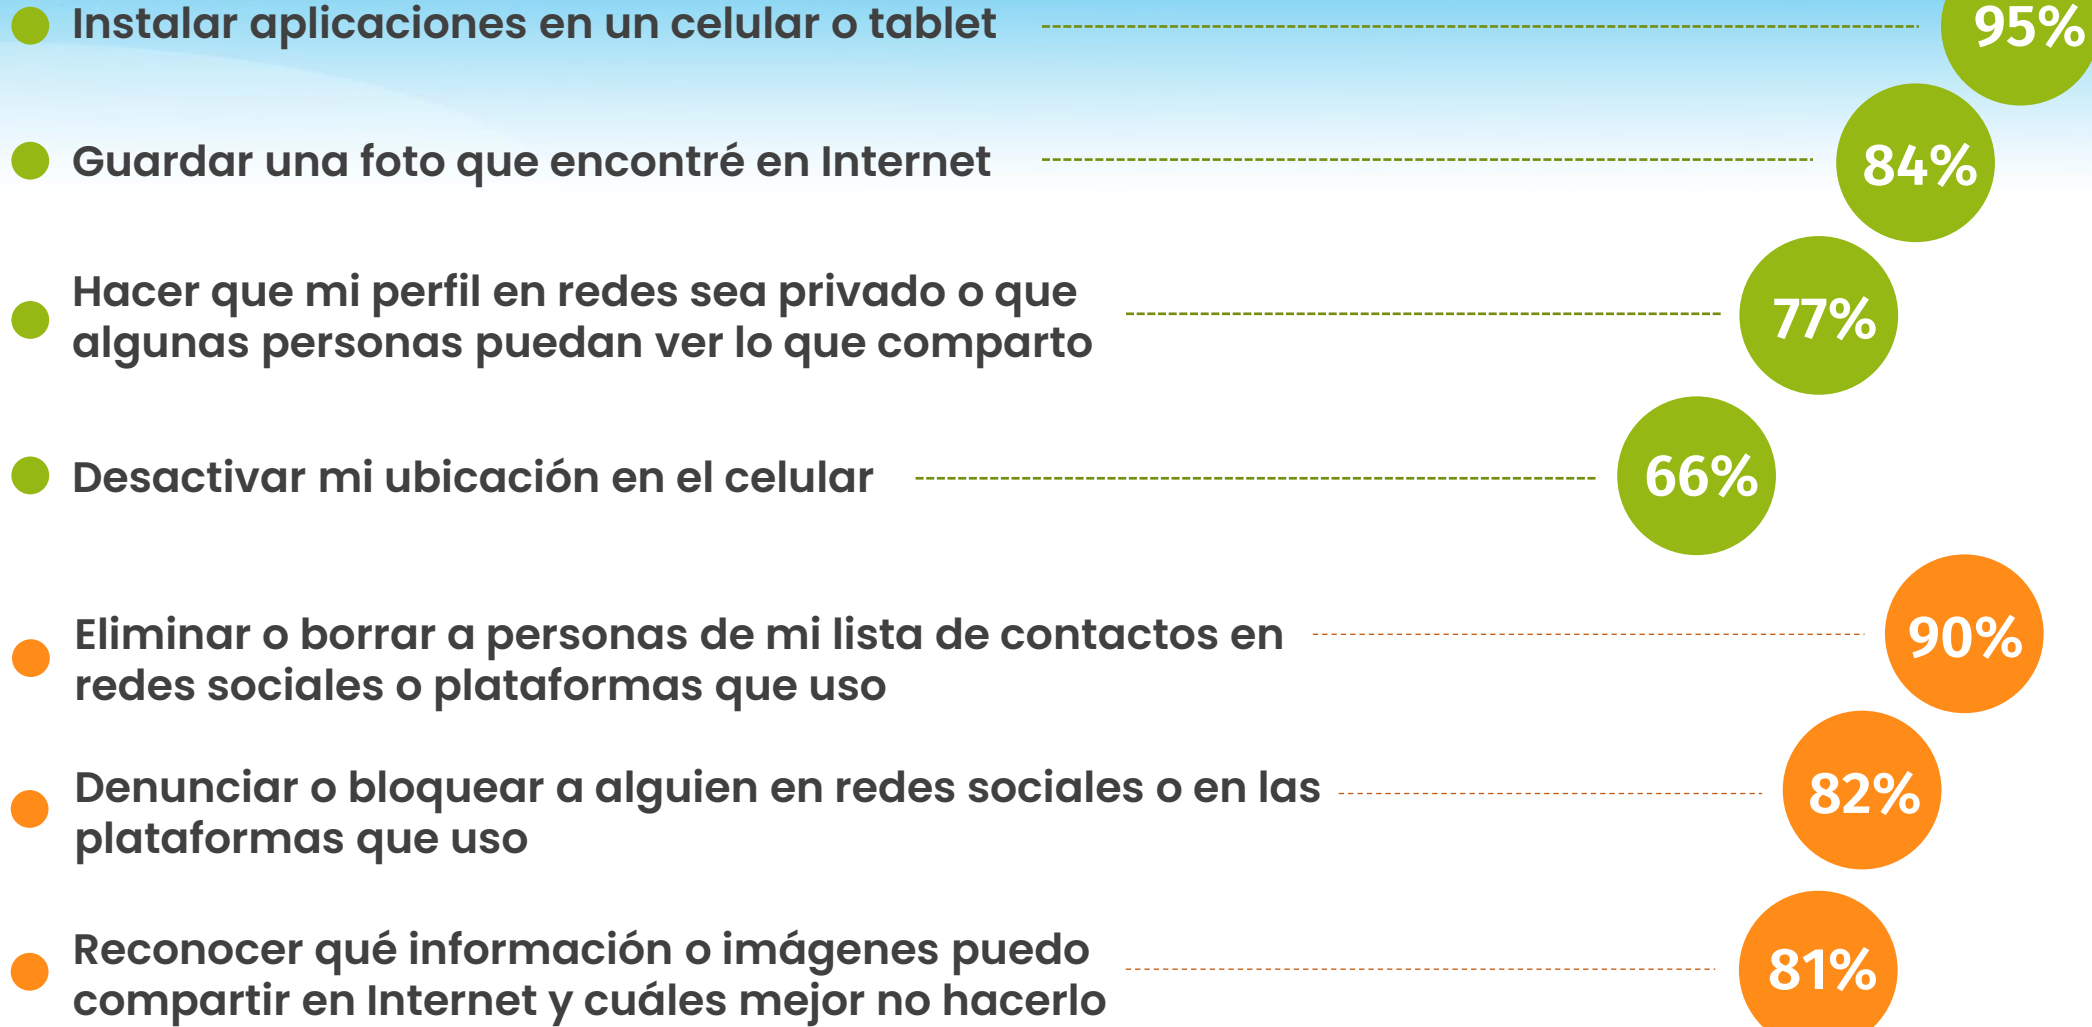 Instalar aplicaciones en un celular o tablet 95%
Guardar una foto que encontré en Internet 84%
Hacer que mi perfil en redes sea privado o que
algunas personas puedan ver lo que comparto 77%
Desactivar mi ubicación en el celular 66%
Eliminar o borrar a personas de mi lista de contactos en
redes sociales o plataformas que uso 90%
Denunciar o bloquear a alguien en redes sociales o en las
plataformas que uso 82%
Reconocer qué información o imágenes puedo
compartir en Internet y cuáles mejor no hacerlo 81%